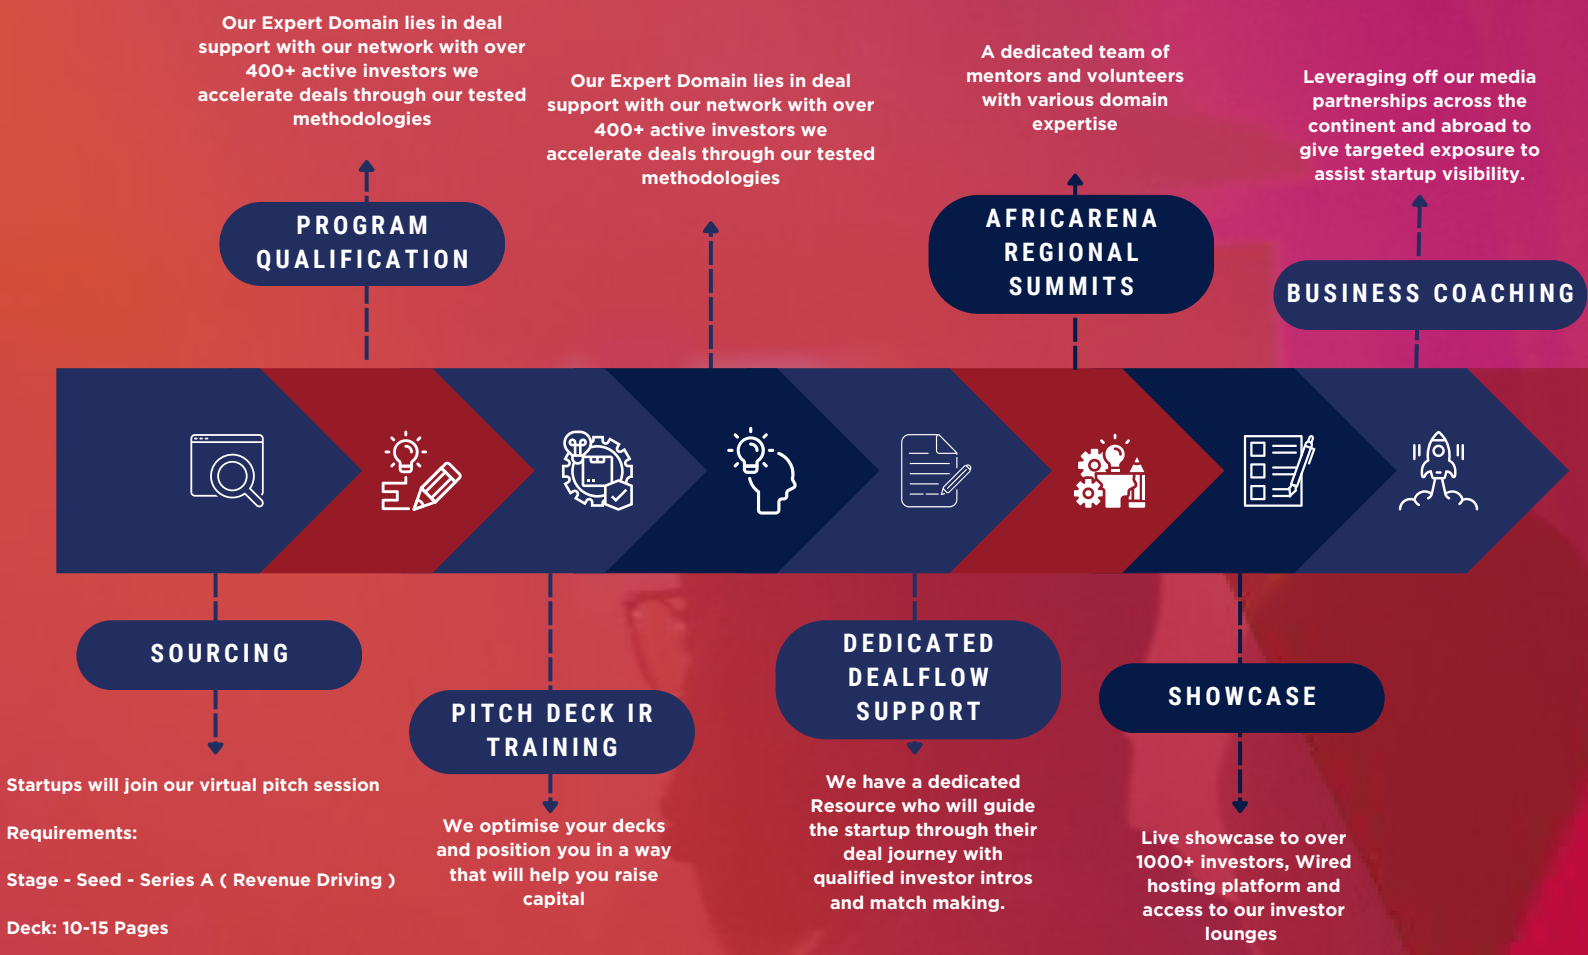 Our Expert Domain lies in deal
support with our network with over
400+ active investors we
accelerate deals through our tested
methodologies
PROGRAM
QUALIFICATION
Our Expert Domain lies in deal
support with our network with over
400+ active investors we
accelerate deals through our tested
methodologies
A dedicated team of
mentors and volunteers
with various domain
expertise
AFRICARENA
REGIONAL
SUMMITS
Leveraging off our media
partnerships across the
continent and abroad to
give targeted exposure to
assist startup visibility.
BUSINESS COACHING
SOURCING
Startups will join our virtual pitch session
Requirements:
Stage - Seed - Series A ( Revenue Driving )
Deck: 10-15 Pages
PITCH DECK IR
TRAINING
We optimise your decks
and position you in a way
that will help you raise
capital
DEDICATED
DEALFLOW
SUPPORT
We have a dedicated
Resource who will guide
the startup through their
deal journey with
qualified investor intros
and match making.
SHOWCASE
Live showcase to over
1000+ investors, Wired
hosting platform and
access to our investor
lounges